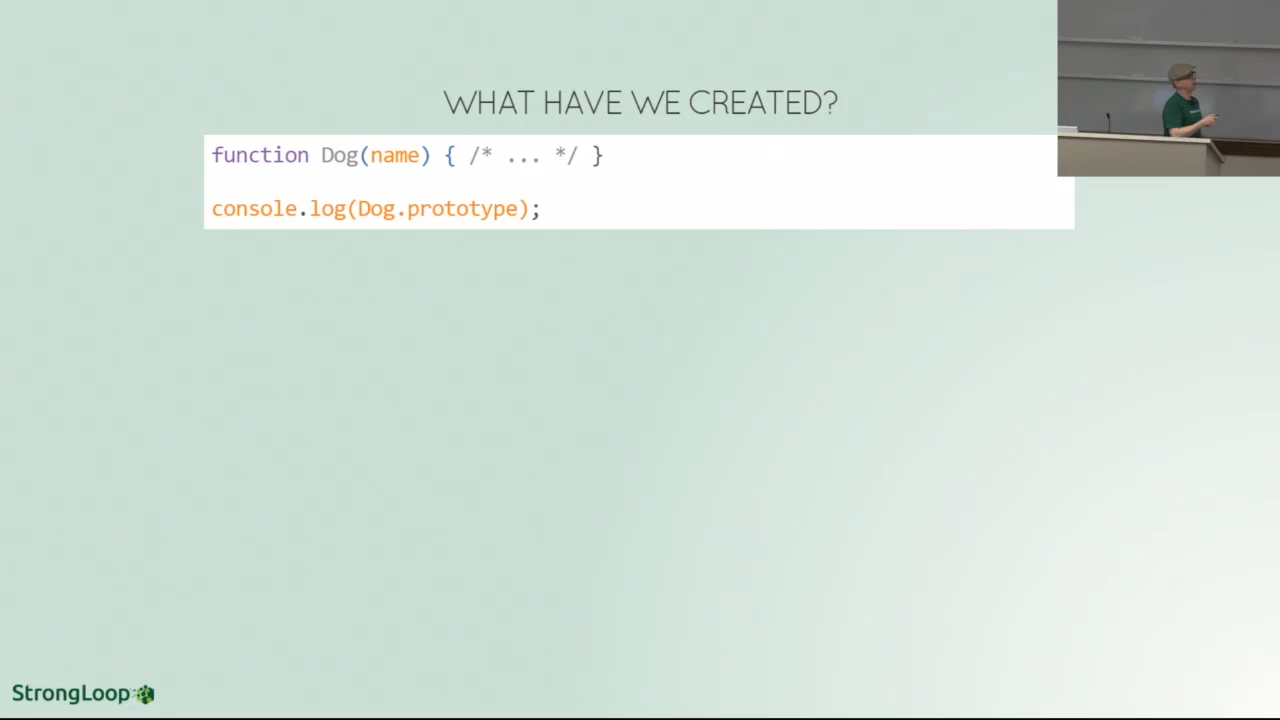 WHAT HAVE WE CREATED?
function Dog(name) { /* ... */ }
console.log(Dog.prototype);
StrongLoop